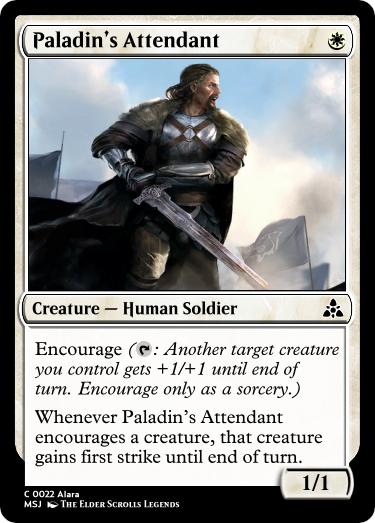 Paladin's Attendant
Creature — Human Soldier
Encourage (: Another target creature
you control gets +1/+1 until end of
turn. Encourage only as a sorcery.)
Whenever Paladin's Attendant
encourages a creature, that creature
gains first strike until end of turn.
1/1
C 0022 Alara
MSJ The Elder Scrolls Legends